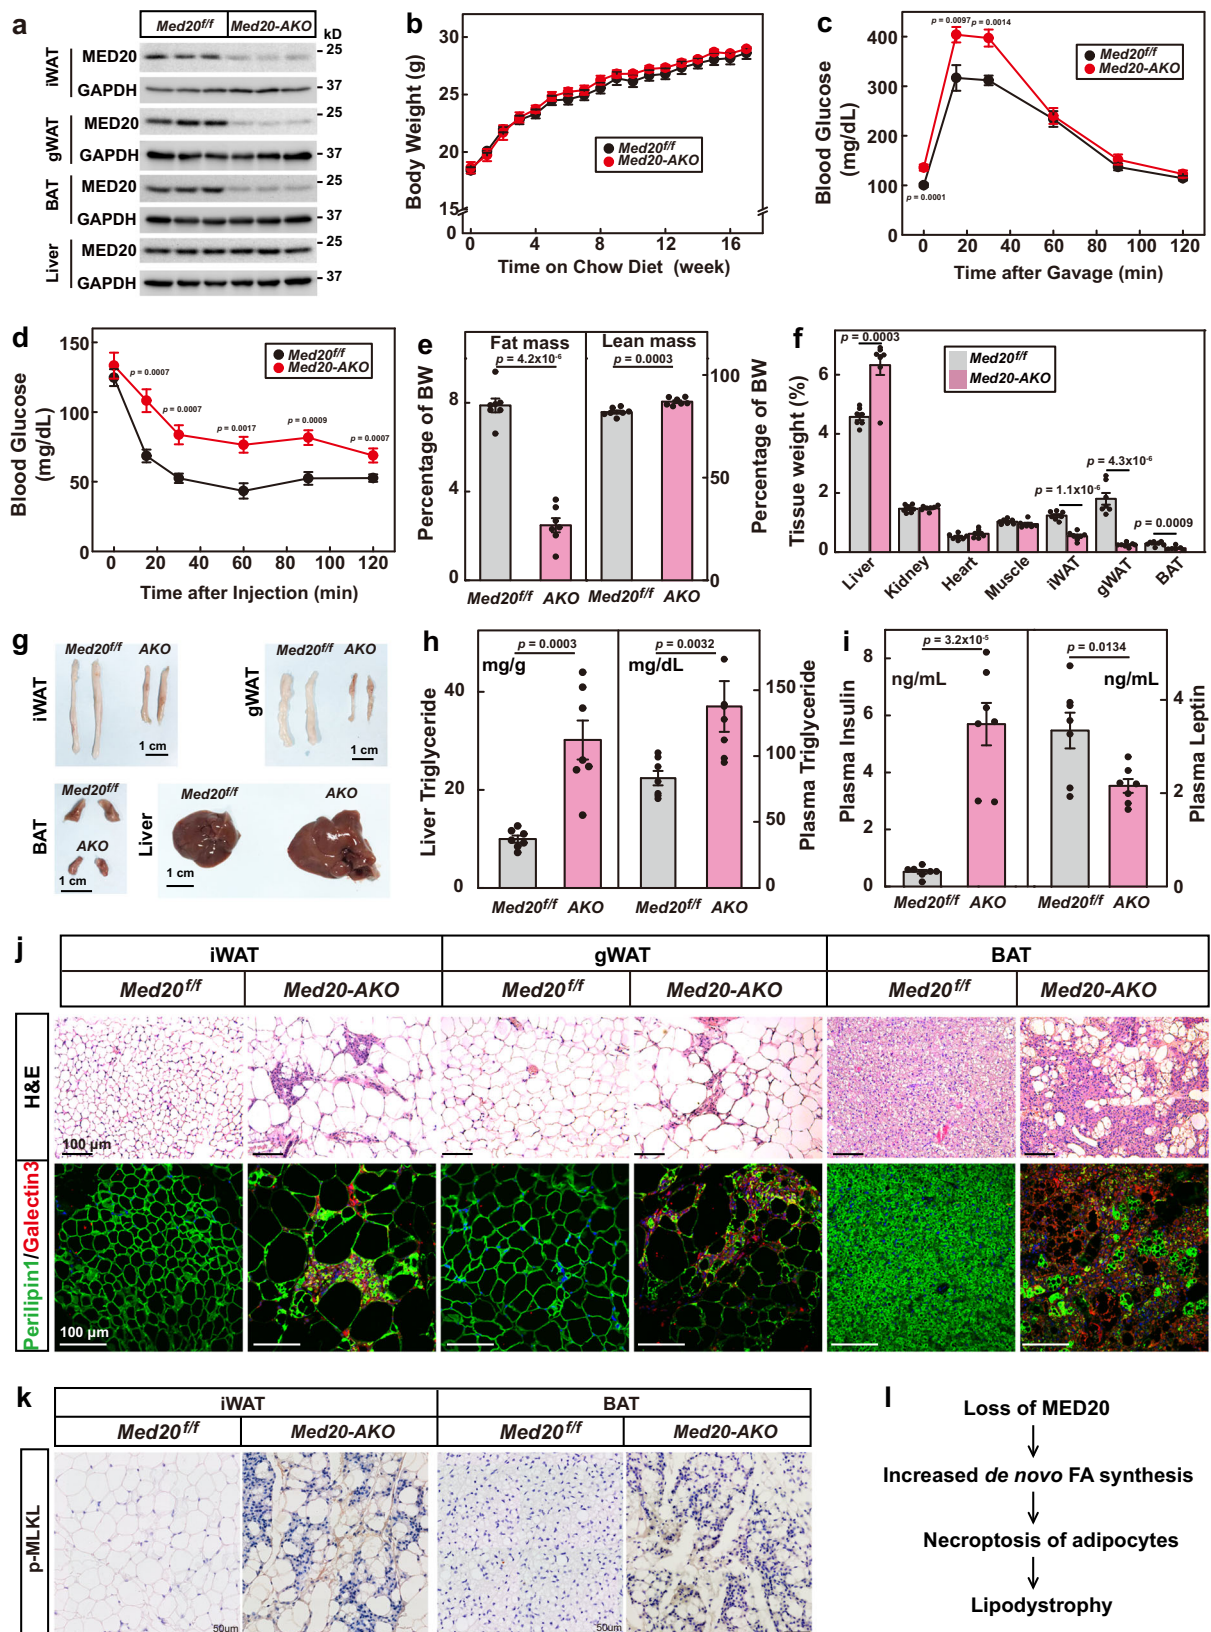 a
Med20f/f
Med20-AKO
kD
iWAT
MED20
25
GAPDH
37
gWAT
MED20
25
GAPDH
37
BAT
MED20
25
GAPDH
37
Liver
MED20
25
GAPDH
37
b
Body Weight (g)
30
25
20
15
0
Med20f/f
Med20-AKO
0 4 8 12 16
Time on Chow Diet (week)
c
Blood Glucose
(mg/dL)
400
300
200
100
0
p = 0.0097
p = 0.0014
p = 0.0001
Med20f/f
Med20-AKO
0 20 40 60 80 100 120
Time after Gavage (min)
d
Blood Glucose
(mg/dL)
150
100
50
0
Med20f/f
Med20-AKO
p = 0.0007
p = 0.0007
p = 0.0017
p = 0.0009
p = 0.0007
0 20 40 60 80 100 120
Time after Injection (min)
e
Percentage of BW
8
4
0
Fat mass
p = 4.2x10-6
Lean mass
p = 0.0003
100
50
0
Percentage of BW
Med20f/f AKO Med20f/f AKO
f
Tissue weight (%)
6
4
2
0
p = 0.0003
Med20f/f
Med20-AKO
p = 4.3x10-6
p = 1.1x10-6
p = 0.0009
Liver
Kidney
Heart
Muscle
iWAT
gWAT
BAT
g
iWAT
Med20f/f AKO
1 cm
gWAT
Med20f/f AKO
1 cm
BAT
Med20f/f
AKO
1 cm
Liver
Med20f/f
AKO
1 cm
h
Liver Triglyceride
40
20
0
mg/g
p = 0.0003
mg/dL
p = 0.0032
150
100
50
0
Plasma Triglyceride
Med20f/f AKO Med20f/f AKO
i
Plasma Insulin
8
6
4
2
0
p = 3.2x10-5
ng/mL
p = 0.0134
ng/mL
4
2
0
Plasma Leptin
Med20f/f AKO Med20f/f AKO
j
iWAT gWAT BAT
Med20f/f Med20-AKO Med20f/f Med20-AKO Med20f/f Med20-AKO
H&E
100 µm
Perilipin1/Galectin3
100 µm
k
iWAT BAT
Med20f/f Med20-AKO Med20f/f Med20-AKO
p-MLKL
50um
50um
l
Loss of MED20
Increased de novo FA synthesis
Necroptosis of adipocytes
Lipodystrophy